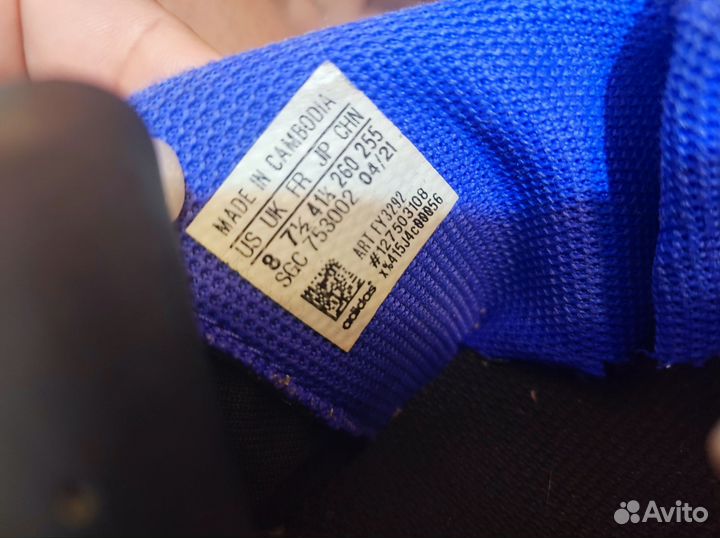 MADE IN CAMBODIA
US UK FR JP CHN
8 7½ 41⅓ 260 255
SGC 753002 04/21
ART FY3292
#127503108
X%415J4C00056
adidas
Avito